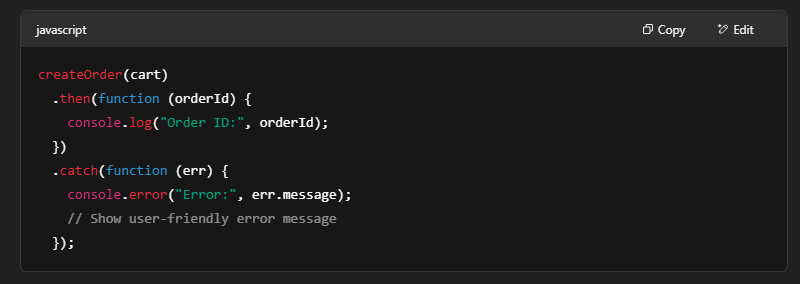 javascript
Copy
Edit
createOrder(cart)
  .then(function (orderId) {
    console.log("Order ID:", orderId);
  })
  .catch(function (err) {
    console.error("Error:", err.message);
    // Show user-friendly error message
  });